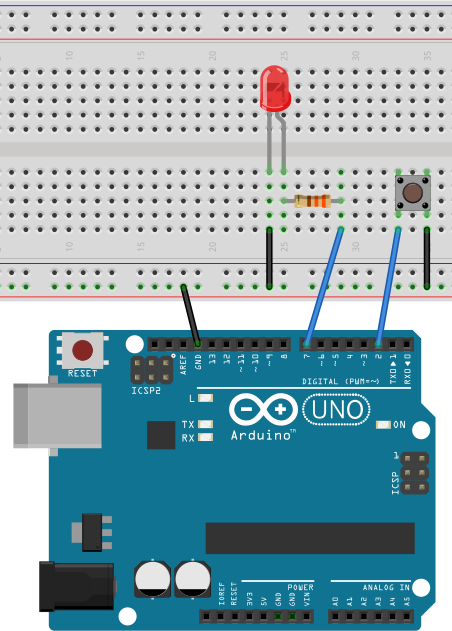 10
15
20
25
30
35
10
15
20
25
30
35
RESET
ICSP2
AREF
GND
13
12
~11
~10
~9
8
7
~6
~5
4
~3
2
TXD▶1
RXD◀0
DIGITAL (PWM=~)
L
TX
RX
UNO
Arduino™
ON
1
ICSP
POWER
ANALOG IN
IOREF
RESET
3V3
5V
GND
GND
VIN
A0
A1
A2
A3
A4
A5